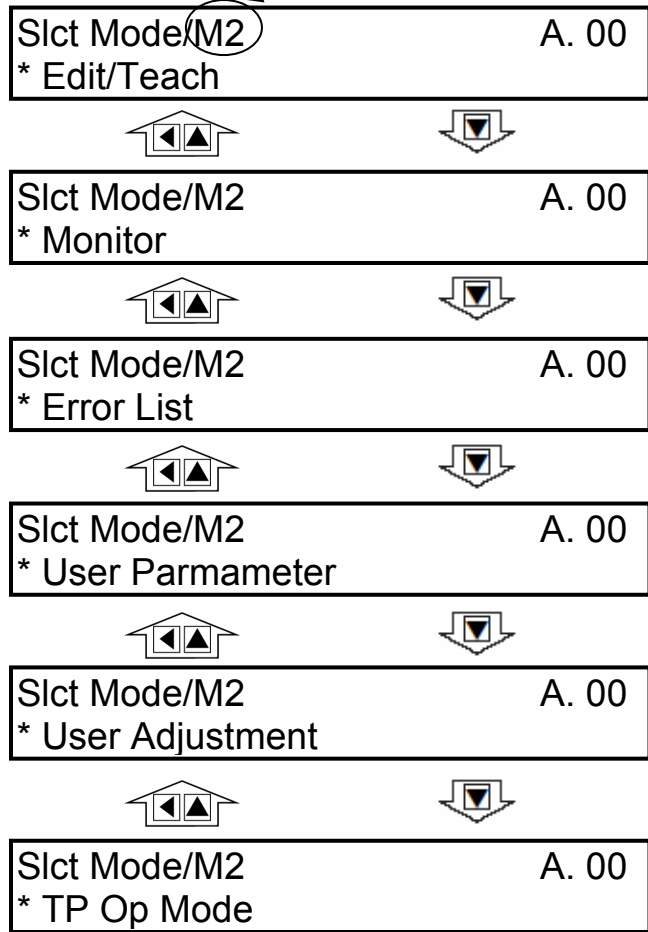 Slct Mode/M2 A. 00
* Edit/Teach
Slct Mode/M2 A. 00
* Monitor
Slct Mode/M2 A. 00
* Error List
Slct Mode/M2 A. 00
* User Parmameter
Slct Mode/M2 A. 00
* User Adjustment
Slct Mode/M2 A. 00
* TP Op Mode